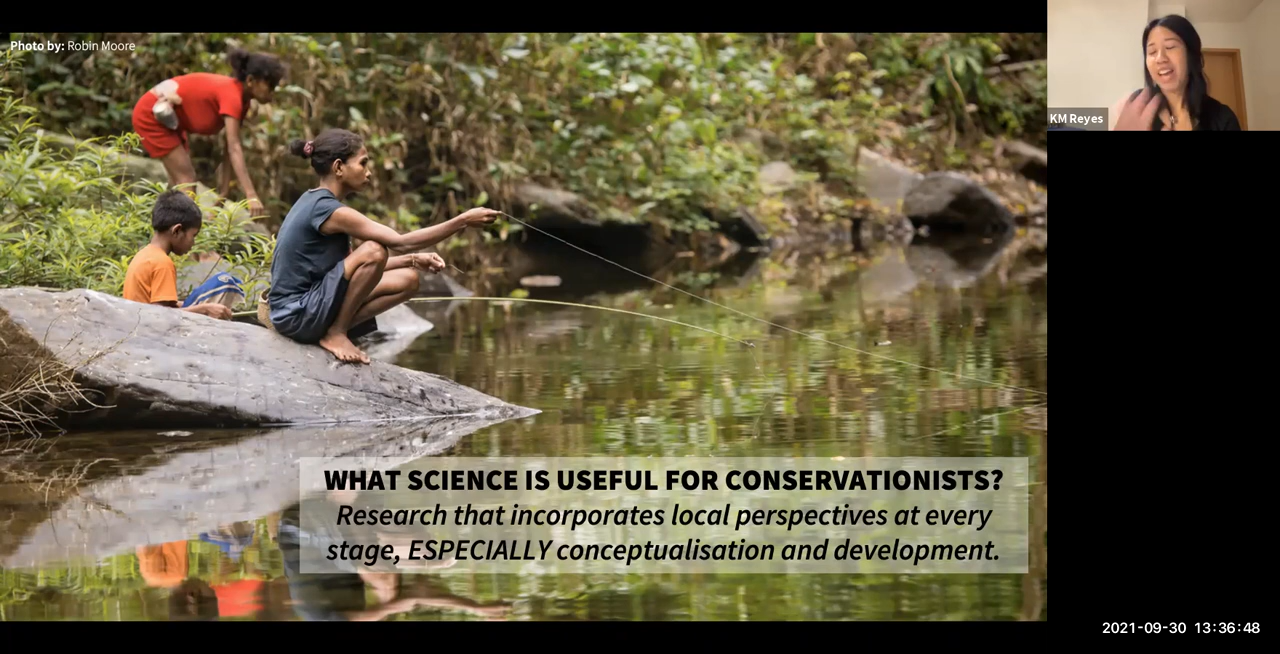 Photo by: Robin Moore
KM Reyes
WHAT SCIENCE IS USEFUL FOR CONSERVATIONISTS?
Research that incorporates local perspectives at every
stage, ESPECIALLY conceptualisation and development.
2021-09-30 13:36:48